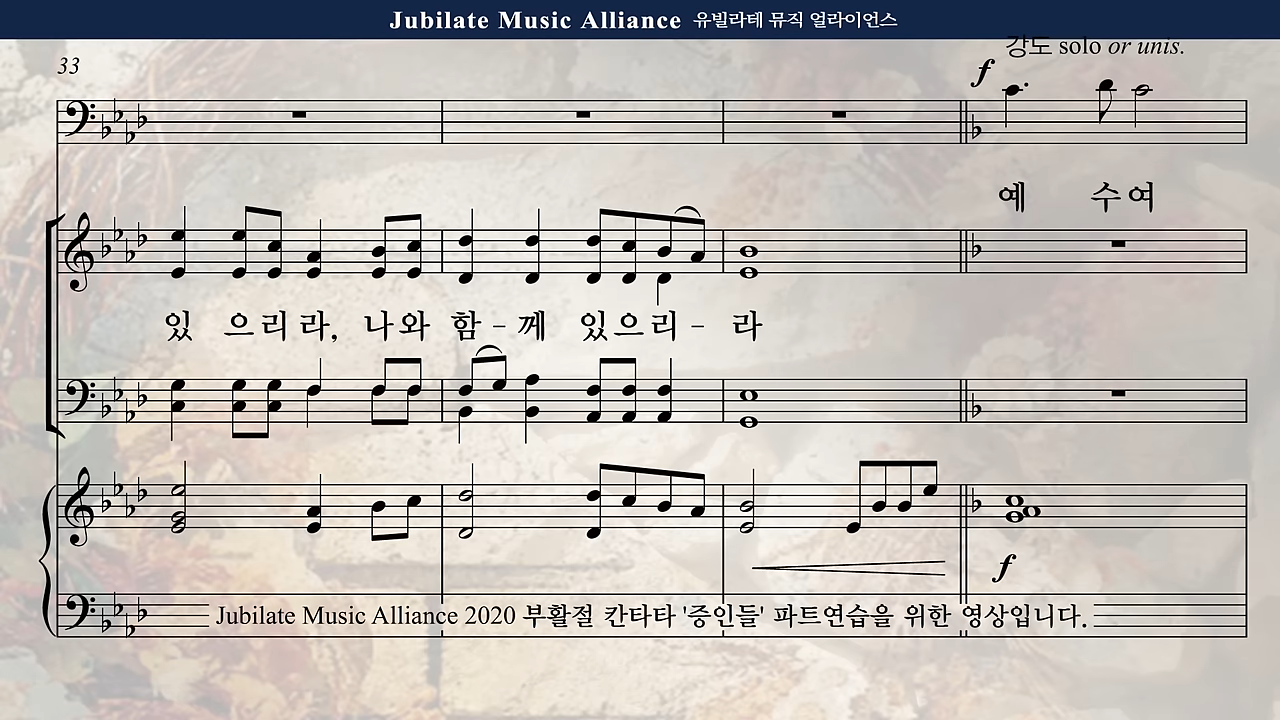 Jubilate Music Alliance 유빌라테 뮤직 얼라이언스
강도 solo or unis.
33
f
예 수 여
있 으 리 라, 나 와 함 - 께 있 으 리 - 라
f
Jubilate Music Alliance 2020 부활절 칸타타 '증인들' 파트연습을 위한 영상입니다.